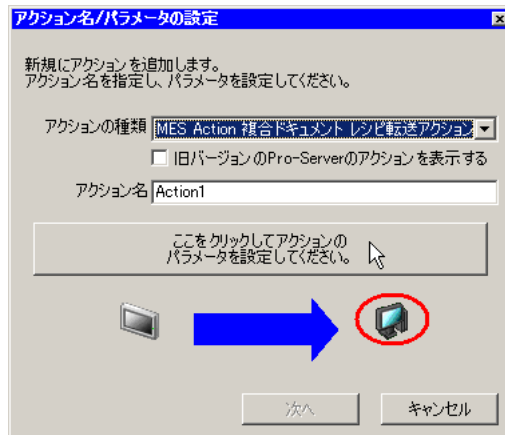 アクション名/パラメータの設定
新規にアクションを追加します。
アクション名を指定し、パラメータを設定してください。
アクションの種類 MES Action 複合ドキュメント レシピ転送アクション
旧バージョンのPro-Serverのアクションを表示する
アクション名 Action1
ここをクリックしてアクションの
パラメータを設定してください。
次へ キャンセル